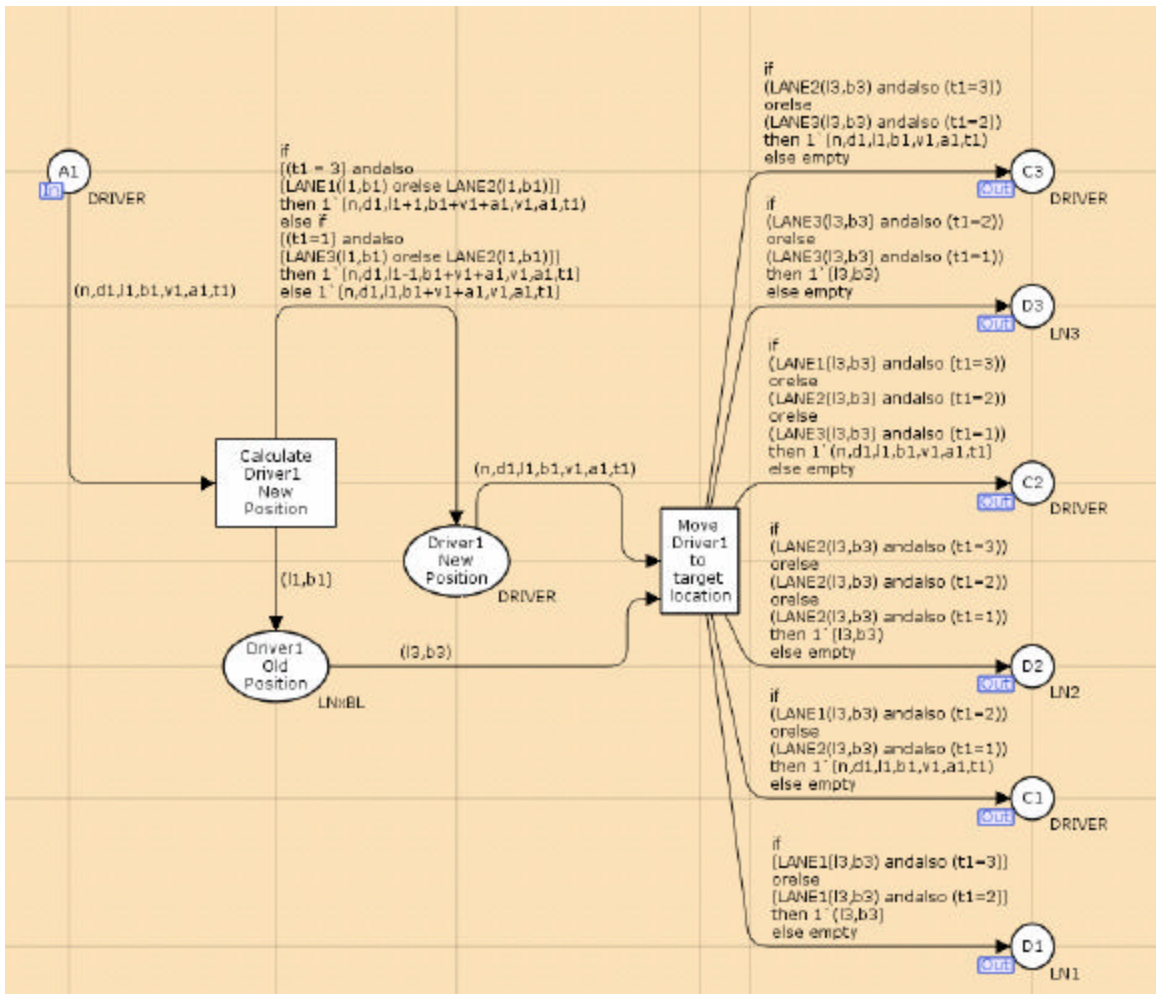 A1
In
DRIVER
(n,d1,l1,b1,v1,a1,t1)
if
[(t1 = 3) andalso
[LANE1(l1,b1) orelse LANE2(l1,b1)]]
then 1`(n,d1,l1+1,b1+v1+a1,v1,a1,t1)
else if
[(t1=1] andalso
[LANE3(l1,b1) orelse LANE2(l1,b1)]]
then 1`[n,d1,l1-1,b1+v1+a1,v1,a1,t1]
else 1`[n,d1,l1,b1+v1+a1,v1,a1,t1]
Calculate
Driver1
New
Position
(l1,b1]
Driver1
Old
Position
LNxBL
(n,d1,l1,b1,v1,a1,t1)
Driver1
New
Position
DRIVER
(l3,b3)
Move
Driver1
to
target
location
if
(LANE2(l3,b3) andalso (t1=3])
orelse
(LANE3(l3,b3) andalso (t1=2])
then 1`[n,d1,l1,b1,v1,a1,t1)
else empty
C3
Out
DRIVER
if
(LANE3(l3,b3] andalso (t1=2))
orelse
(LANE3(l3,b3] andalso (t1=1))
then 1`(l3,b3)
else empty
D3
Out
LN3
if
(LANE1[l3,b3] andalso [t1=3)
orelse
(LANE2[l3,b3] andalso [t1=2))
orelse
(LANE3[l3,b3] andalso (t1=1))
then 1`(n,d1,l1,b1,v1,a1,t1]
else empty
C2
Out
DRIVER
if
(LANE2(l3,b3) andalso (t1=3)
orelse
(LANE2(l3,b3) andalso (t1=2))
orelse
(LANE2(l3,b3) andalso (t1=1))
then 1`(l3,b3)
else empty
D2
Out
LN2
if
(LANE1(l3,b3) andalso (t1=2))
orelse
(LANE2(l3,b3) andalso (t1=1))
then 1`[n,d1,l1,b1,v1,a1,t1)
else empty
C1
Out
DRIVER
if
[LANE1[l3,b3) andalso (t1=3]]
orelse
[LANE1[l3,b3) andalso (t1=2]]
then 1`(l3,b3]
else empty
D1
Out
LN1